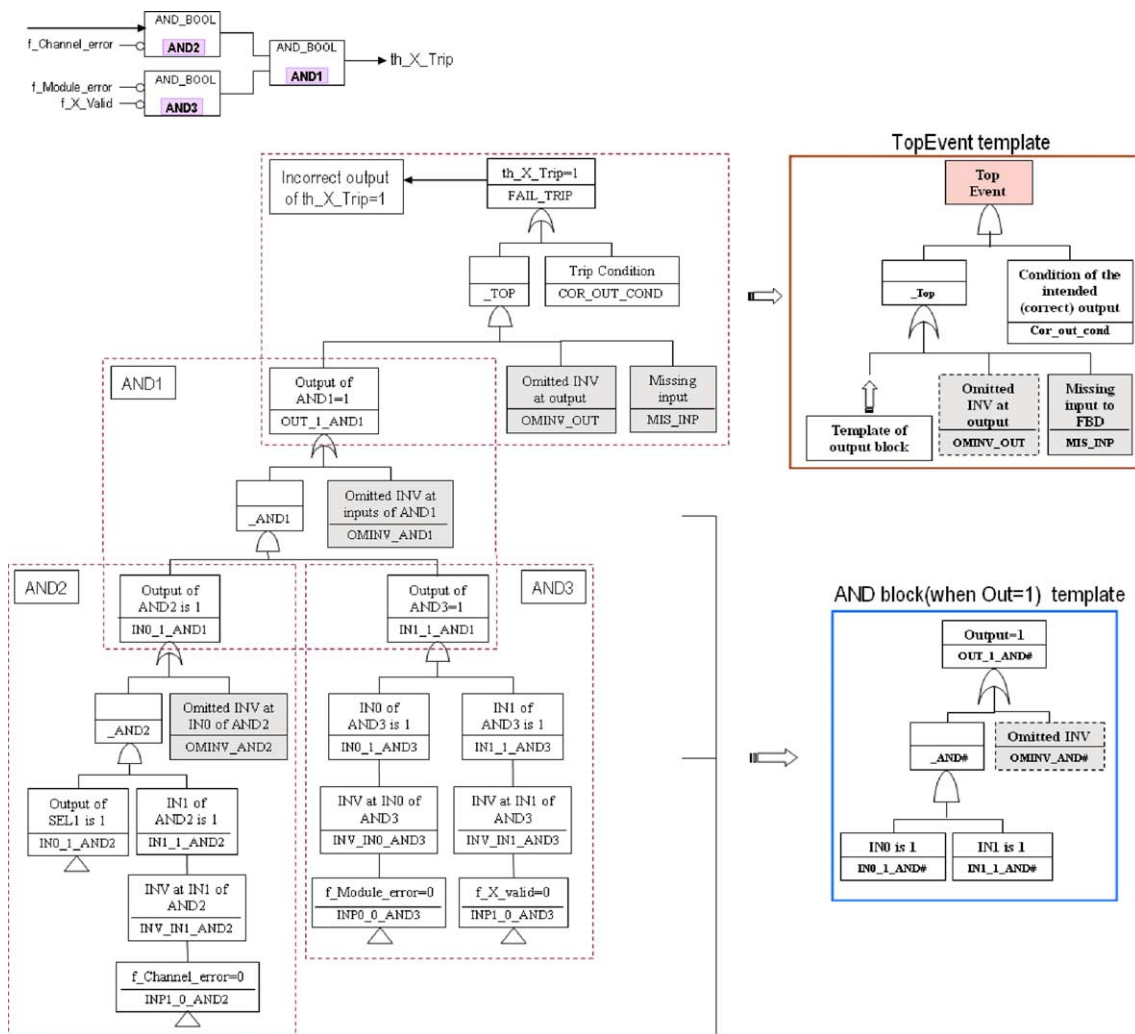 AND_BOOL
f_Channel_error
AND2
AND_BOOL
AND1
th_X_Trip
f_Module_error
f_X_Valid
AND_BOOL
AND3
Incorrect output
of th_X_Trip=1
th_X_Trip=1
FAIL_TRIP
_TOP
Trip Condition
COR_OUT_COND
AND1
Output of
AND1=1
OUT_1_AND1
Omitted INV
at output
OMINV_OUT
Missing
input
MIS_INP
_AND1
Omitted INV at
inputs of AND1
OMINV_AND1
AND2
Output of
AND2 is 1
IN0_1_AND1
Output of
AND3=1
IN1_1_AND1
AND3
_AND2
Omitted INV at
IN0 of AND2
OMINV_AND2
IN0 of
AND3 is 1
IN0_1_AND3
IN1 of
AND3 is 1
IN1_1_AND3
Output of
SEL1 is 1
IN0_1_AND2
IN1 of
AND2 is 1
IN1_1_AND2
INV at IN0 of
AND3
INV_IN0_AND3
INV at IN1 of
AND3
INV_IN1_AND3
INV at IN1 of
AND2
INV_IN1_AND2
f_Module_error=0
INP0_0_AND3
f_X_valid=0
INP1_0_AND3
f_Channel_error=0
INP1_0_AND2
TopEvent template
Top
Event
_Top
Condition of the
intended
(correct) output
Cor_out_cond
Template of
output block
Omitted
INV at
output
OMINV_OUT
Missing
input to
FBD
MIS_INP
AND block(when Out=1) template
Output=1
OUT_1_AND#
_AND#
Omitted INV
OMINV_AND#
IN0 is 1
IN0_1_AND#
IN1 is 1
IN1_1_AND#